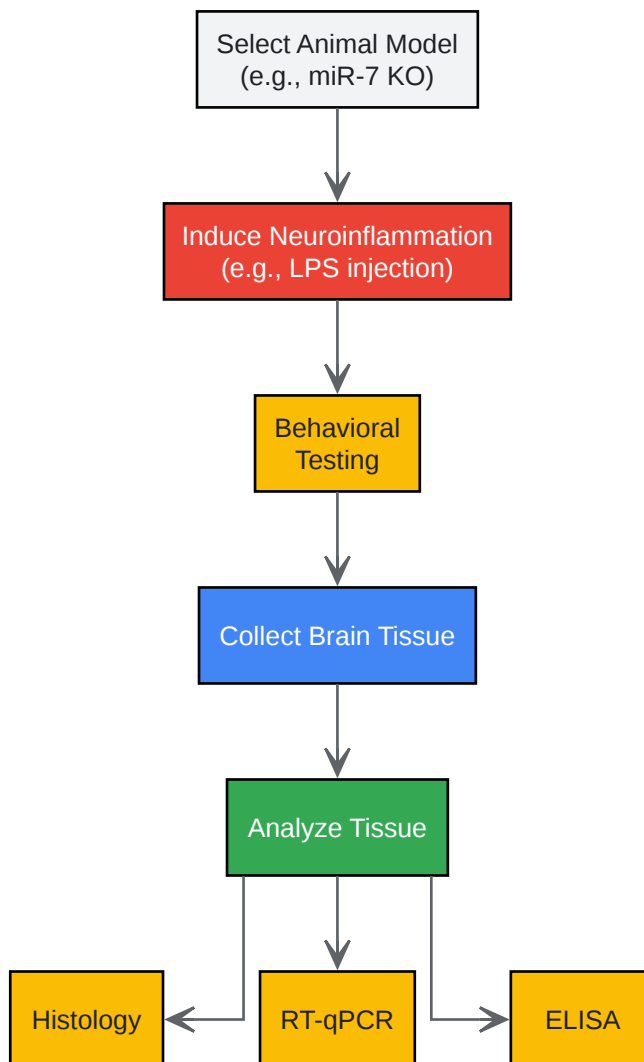 Select Animal Model
(e.g., miR-7 KO)
Induce Neuroinflammation
(e.g., LPS injection)
Behavioral
Testing
Collect Brain Tissue
Analyze Tissue
Histology
RT-qPCR
ELISA